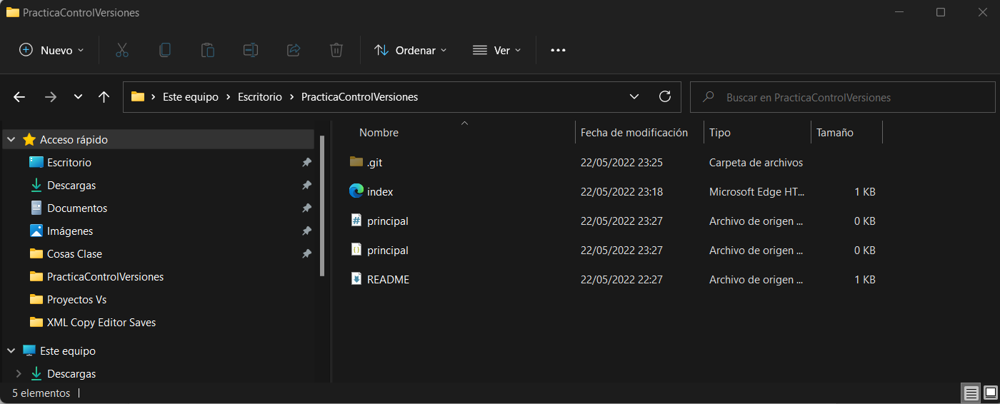 PracticaControlVersiones
Nuevo
Ordenar
Ver
Este equipo > Escritorio > PracticaControlVersiones
Buscar en PracticaControlVersiones
Acceso rápido
Escritorio
Descargas
Documentos
Imágenes
Cosas Clase
PracticaControlVersiones
Proyectos Vs
XML Copy Editor Saves
Este equipo
Descargas
Nombre Fecha de modificación Tipo Tamaño
.git 22/05/2022 23:25 Carpeta de archivos
index 22/05/2022 23:18 Microsoft Edge HT... 1 KB
principal 22/05/2022 23:27 Archivo de origen ... 0 KB
principal 22/05/2022 23:27 Archivo de origen ... 0 KB
README 22/05/2022 22:27 Archivo de origen ... 1 KB
5 elementos